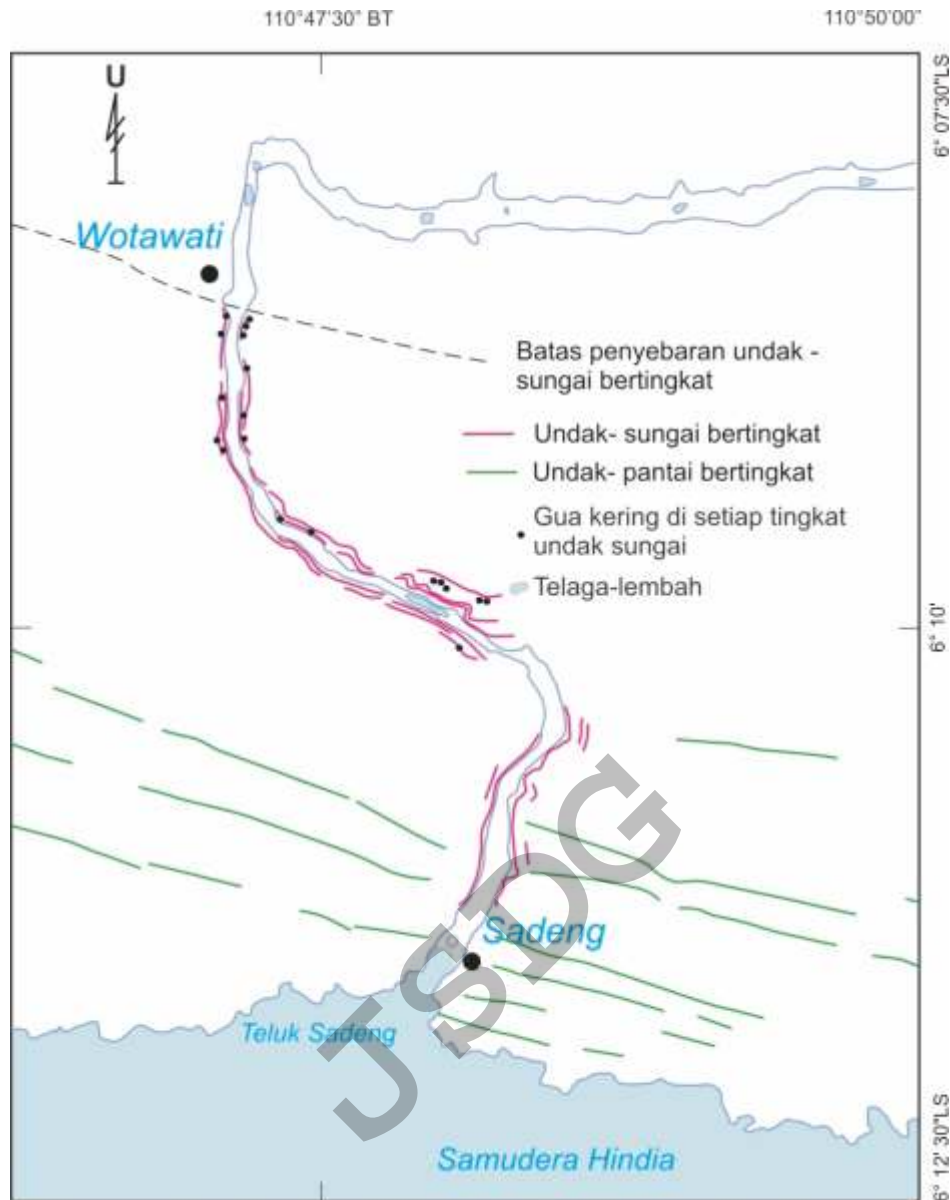 110°47'30" BT
110°50'00"
6° 07'30"LS
U
Wotawati
Batas penyebaran undak -
sungai bertingkat
Undak- sungai bertingkat
Undak- pantai bertingkat
Gua kering di setiap tingkat
undak sungai
Telaga-lembah
6° 10'
JSDG
Sadeng
Teluk Sadeng
Samudera Hindia
6° 12'30"LS